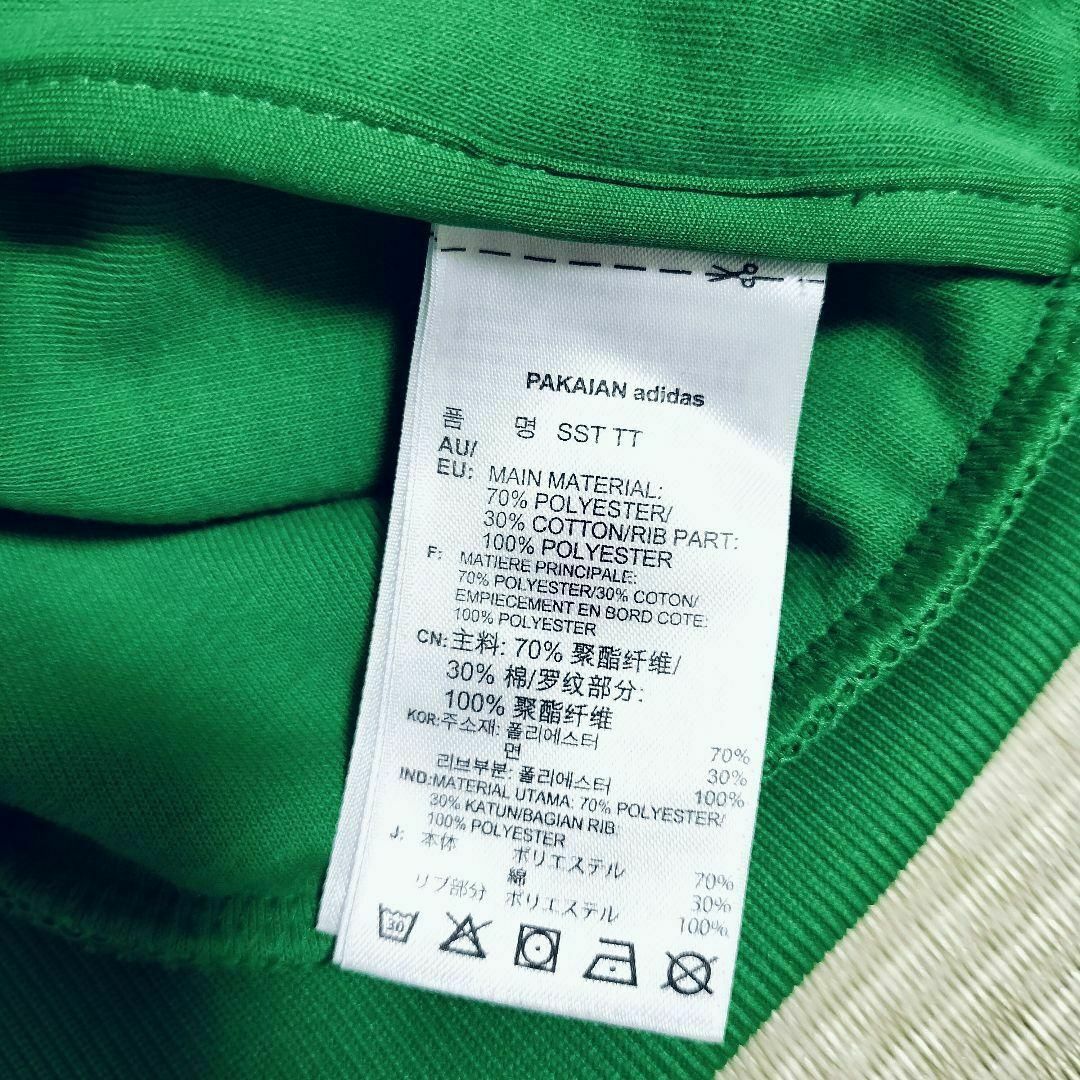 PAKAIAN adidas
품 명 SST TT
AU/
EU: MAIN MATERIAL:
70% POLYESTER/
30% COTTON/RIB PART:
100% POLYESTER
F: MATIERE PRINCIPALE:
70% POLYESTER/30% COTON/
EMPIECEMENT EN BORD COTE:
100% POLYESTER
CN: 主料: 70% 聚酯纤维/
30% 棉/罗纹部分:
100% 聚酯纤维
KOR: 주소재: 폴리에스터 70%
면 30%
리브부분: 폴리에스터 100%
IND: MATERIAL UTAMA: 70% POLYESTER/
30% KATUN/BAGIAN RIB:
100% POLYESTER
J: 本体 ポリエステル 70%
綿 30%
リブ部分 ポリエステル 100%
30